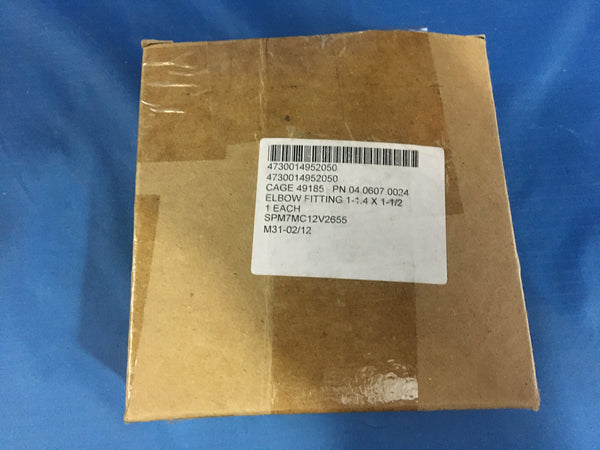 4730014952050
4730014952050
CAGE 49185 PN 04.0607.0024
ELBOW FITTING 1-1.4 X 1-1/2
1 EACH
SPM7MC12V2655
M31-02/12